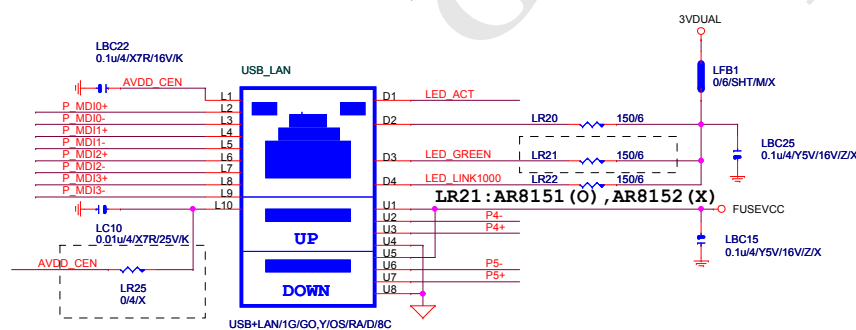 3VDUAL
LBC22
0.1u/4/X7R/16V/K
USB_LAN
LFB1
0/6/SHT/M/X
AVDD_CEN
L1
D1
LED_ACT
P_MDI0+
L2
P_MDI0-
L3
D2
LR20
150/6
P_MDI1+
L4
P_MDI1-
L5
LBC25
0.1u/4/Y5V/16V/Z/X
P_MDI2+
L6
D3
LED_GREEN
LR21
150/6
P_MDI2-
L7
P_MDI3+
L8
D4
LED_LINK1000
LR22
150/6
P_MDI3-
L9
LR21:AR8151(O),AR8152(X)
L10
U1
FUSEVCC
LC10
0.01u/4/X7R/25V/K
U2
P4-
U3
P4+
UP
U4
LBC15
0.1u/4/Y5V/16V/Z/X
U5
AVDD_CEN
U6
P5-
U7
P5+
LR25
0/4/X
DOWN
U8
USB+LAN/1G/GO,Y/OS/RA/D/8C